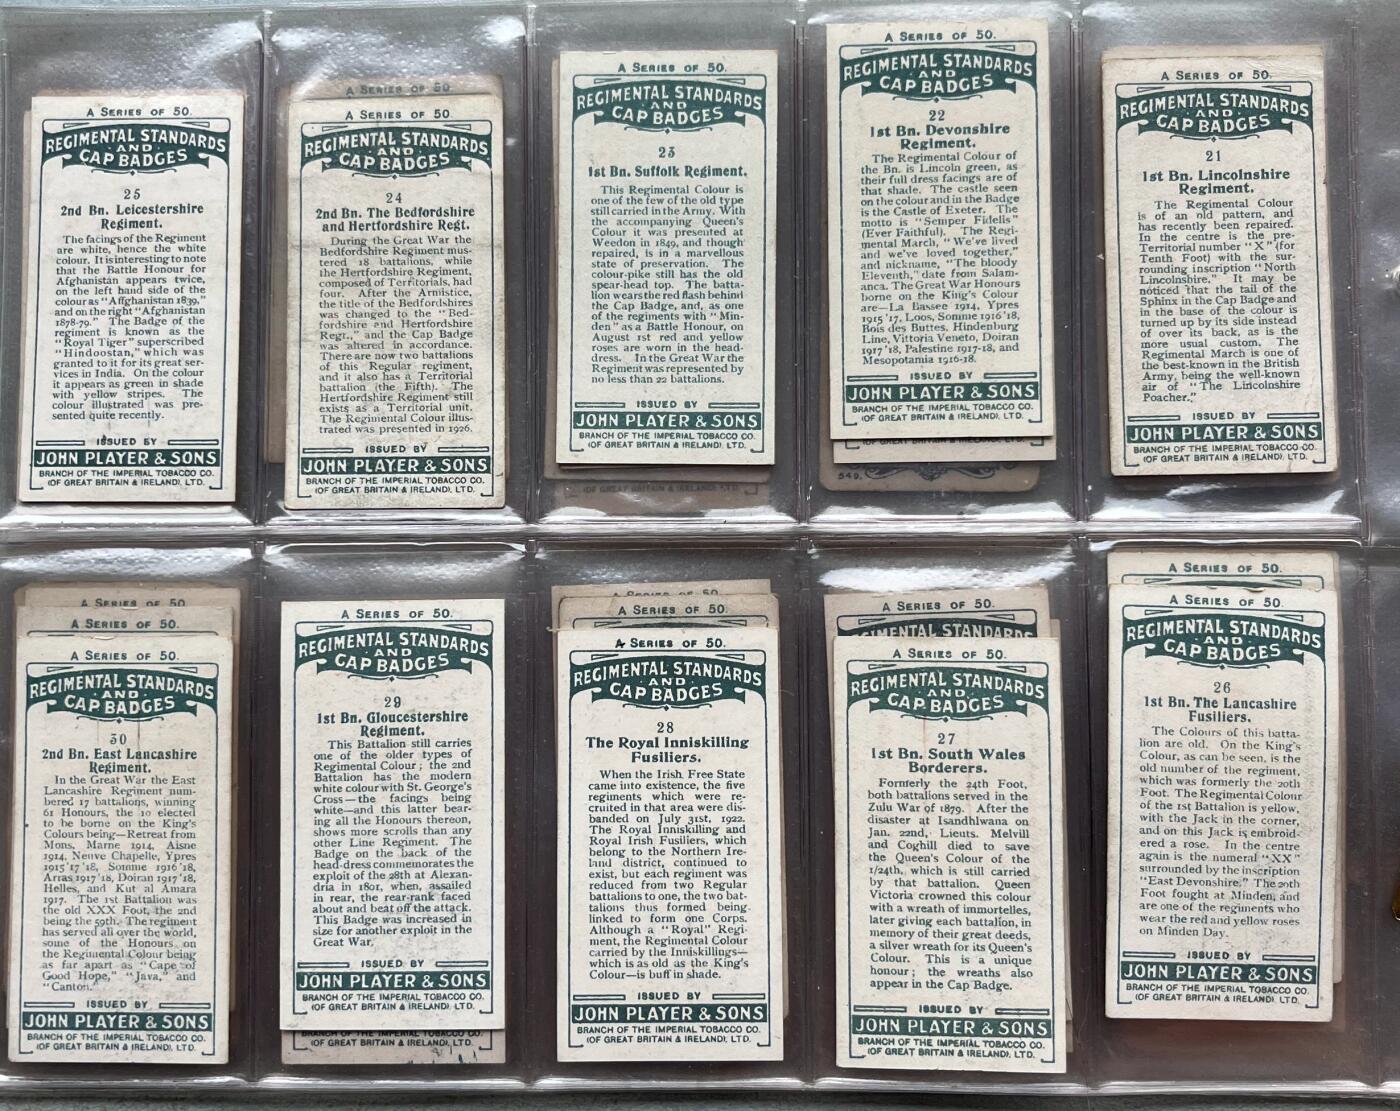 A SERIES OF 50.
REGIMENTAL STANDARDS
AND
CAP BADGES
25
2nd Bn. Leicestershire
Regiment.
The facings of the Regiment
are white, hence the white
colour. It is interesting to note
that the Battle Honour for
Afghanistan appears twice,
on the left hand side of the
colour as "Affghanistan 1839,"
and on the right "Afghanistan
1878-79." The Badge of the
regiment is known as the
"Royal Tiger" superscribed
"Hindoostan," which was
granted to it for its great ser-
vices in India. On the colour
it appears as green in shade
with yellow stripes. The
colour illustrated was pre-
sented quite recently.
ISSUED BY
JOHN PLAYER & SONS
BRANCH OF THE IMPERIAL TOBACCO CO.
(OF GREAT BRITAIN & IRELAND), LTD.
A SERIES OF 50.
A SERIES OF 50.
REGIMENTAL STANDARDS
AND
CAP BADGES
24
2nd Bn. The Bedfordshire
and Hertfordshire Regt.
During the Great War the
Bedfordshire Regiment mus-
tered 18 battalions, while
the Hertfordshire Regiment,
composed of Territorials, had
four. After the Armistice,
the title of the Bedfordshires
was changed to the "Bed-
fordshire and Hertfordshire
Regt.," and the Cap Badge
was altered in accordance.
There are now two battalions
of this Regular regiment,
and it also has a Territorial
battalion (the Fifth). The
Hertfordshire Regiment still
exists as a Territorial unit.
The Regimental Colour illus-
trated was presented in 1926.
ISSUED BY
JOHN PLAYER & SONS
BRANCH OF THE IMPERIAL TOBACCO CO.
(OF GREAT BRITAIN & IRELAND), LTD.
A SERIES OF 50.
REGIMENTAL STANDARDS
AND
CAP BADGES
23
1st Bn. Suffolk Regiment.
This Regimental Colour is
one of the few of the old type
still carried in the Army. With
the accompanying Queen's
Colour it was presented at
Weedon in 1849, and though
repaired, is in a marvellous
state of preservation. The
colour-pike still has the old
spear-head top. The batta-
lion wears the red flash behind
the Cap Badge, and, as one
of the regiments with "Min-
den" as a Battle Honour, on
August 1st red and yellow
roses are worn in the head-
dress. In the Great War the
Regiment was represented by
no less than 22 battalions.
ISSUED BY
JOHN PLAYER & SONS
BRANCH OF THE IMPERIAL TOBACCO CO.
(OF GREAT BRITAIN & IRELAND), LTD.
(OF GREAT BRITAIN & IRELAND), LTD.
A SERIES OF 50.
REGIMENTAL STANDARDS
AND
CAP BADGES
22
1st Bn. Devonshire
Regiment.
The Regimental Colour of
the Bn. is Lincoln green, as
their full dress facings are of
that shade. The castle seen
on the colour and in the Badge
is the Castle of Exeter. The
motto is "Semper Fidelis"
(Ever Faithful). The Regi-
mental March, "We've lived
and we've loved together,"
and nickname, "The bloody
Eleventh," date from Salam-
anca. The Great War Honours
borne on the King's Colour
are—La Bassee 1914, Ypres
1915 '17, Loos, Somme 1916 '18,
Bois des Buttes, Hindenburg
Line, Vittoria Veneto, Doiran
1917 '18, Palestine 1917-18, and
Mesopotamia 1916-18.
ISSUED BY
JOHN PLAYER & SONS
BRANCH OF THE IMPERIAL TOBACCO CO.
(OF GREAT BRITAIN & IRELAND), LTD.
(OF GREAT BRITAIN & IRELAND), LTD.
549.
A SERIES OF 50.
REGIMENTAL STANDARDS
AND
CAP BADGES
21
1st Bn. Lincolnshire
Regiment.
The Regimental Colour
is of an old pattern, and
has recently been repaired.
In the centre is the pre-
Territorial number "X" (for
Tenth Foot) with the sur-
rounding inscription "North
Lincolnshire." It may be
noticed that the tail of the
Sphinx in the Cap Badge and
in the base of the colour is
turned up by its side instead
of over its back, as is the
more usual custom. The
Regimental March is one of
the best-known in the British
Army, being the well-known
air of "The Lincolnshire
Poacher."
ISSUED BY
JOHN PLAYER & SONS
BRANCH OF THE IMPERIAL TOBACCO CO.
(OF GREAT BRITAIN & IRELAND), LTD.
A SERIES OF 50.
A SERIES OF 50.
A SERIES OF 50.
REGIMENTAL STANDARDS
AND
CAP BADGES
30
2nd Bn. East Lancashire
Regiment.
In the Great War the East
Lancashire Regiment num-
bered 17 battalions, winning
61 Honours, the 10 elected
to be borne on the King's
Colours being—Retreat from
Mons, Marne 1914, Aisne
1914, Neuve Chapelle, Ypres
1915 '17 '18, Somme 1916 '18,
Arras 1917 '18, Doiran 1917 '18,
Helles, and Kut al Amara
1917. The 1st Battalion was
the old XXX Foot, the 2nd
being the 59th. The regiment
has served all over the world,
some of the Honours on
the Regimental Colour being
as far apart as "Cape of
Good Hope," "Java," and
"Canton."
ISSUED BY
JOHN PLAYER & SONS
BRANCH OF THE IMPERIAL TOBACCO CO.
(OF GREAT BRITAIN & IRELAND), LTD.
A SERIES OF 50.
REGIMENTAL STANDARDS
AND
CAP BADGES
29
1st Bn. Gloucestershire
Regiment.
This Battalion still carries
one of the older types of
Regimental Colour; the 2nd
Battalion has the modern
white colour with St. George's
Cross—the facings being
white—and this latter bear-
ing all the Honours thereon,
shows more scrolls than any
other Line Regiment. The
Badge on the back of the
head-dress commemorates the
exploit of the 28th at Alexan-
dria in 1801, when, assailed
in rear, the rear-rank faced
about and beat off the attack.
This Badge was increased in
size for another exploit in the
Great War.
ISSUED BY
JOHN PLAYER & SONS
BRANCH OF THE IMPERIAL TOBACCO CO.
(OF GREAT BRITAIN & IRELAND), LTD.
BRANCH OF THE IMPERIAL TOBACCO CO.
(OF GREAT BRITAIN & IRELAND), LTD.
A SERIES OF 50.
A SERIES OF 50.
A SERIES OF 50.
REGIMENTAL STANDARDS
AND
CAP BADGES
28
The Royal Inniskilling
Fusiliers.
When the Irish Free State
came into existence, the five
regiments which were re-
cruited in that area were dis-
banded on July 31st, 1922.
The Royal Inniskilling and
Royal Irish Fusiliers, which
belong to the Northern Ire-
land district, continued to
exist, but each regiment was
reduced from two Regular
battalions to one, the two bat-
talions thus formed being
linked to form one Corps.
Although a "Royal" Regi-
ment, the Regimental Colour
carried by the Inniskillings—
which is as old as the King's
Colour—is buff in shade.
ISSUED BY
JOHN PLAYER & SONS
BRANCH OF THE IMPERIAL TOBACCO CO.
(OF GREAT BRITAIN & IRELAND), LTD.
A SERIES OF 50.
REGIMENTAL STANDARDS
A SERIES OF 50.
REGIMENTAL STANDARDS
AND
CAP BADGES
27
1st Bn. South Wales
Borderers.
Formerly the 24th Foot,
both battalions served in the
Zulu War of 1879. After the
disaster at Isandhlwana on
Jan. 22nd, Lieuts. Melvill
and Coghill died to save
the Queen's Colour of the
1/24th, which is still carried
by that battalion. Queen
Victoria crowned this colour
with a wreath of immortelles,
later giving each battalion, in
memory of their great deeds,
a silver wreath for its Queen's
Colour. This is a unique
honour; the wreaths also
appear in the Cap Badge.
ISSUED BY
JOHN PLAYER & SONS
BRANCH OF THE IMPERIAL TOBACCO CO.
(OF GREAT BRITAIN & IRELAND), LTD.
A SERIES OF 50.
A SERIES OF 50.
REGIMENTAL STANDARDS
AND
CAP BADGES
26
1st Bn. The Lancashire
Fusiliers.
The Colours of this batta-
lion are old. On the King's
Colour, as can be seen, is the
old number of the regiment,
which was formerly the 20th
Foot. The Regimental Colour
of the 1st Battalion is yellow,
with the Jack in the corner,
and on this Jack is embroid-
ered a rose. In the centre
again is the numeral "XX"
surrounded by the inscription
"East Devonshire." The 20th
Foot fought at Minden, and
are one of the regiments who
wear the red and yellow roses
on Minden Day.
ISSUED BY
JOHN PLAYER & SONS
BRANCH OF THE IMPERIAL TOBACCO CO.
(OF GREAT BRITAIN & IRELAND), LTD.